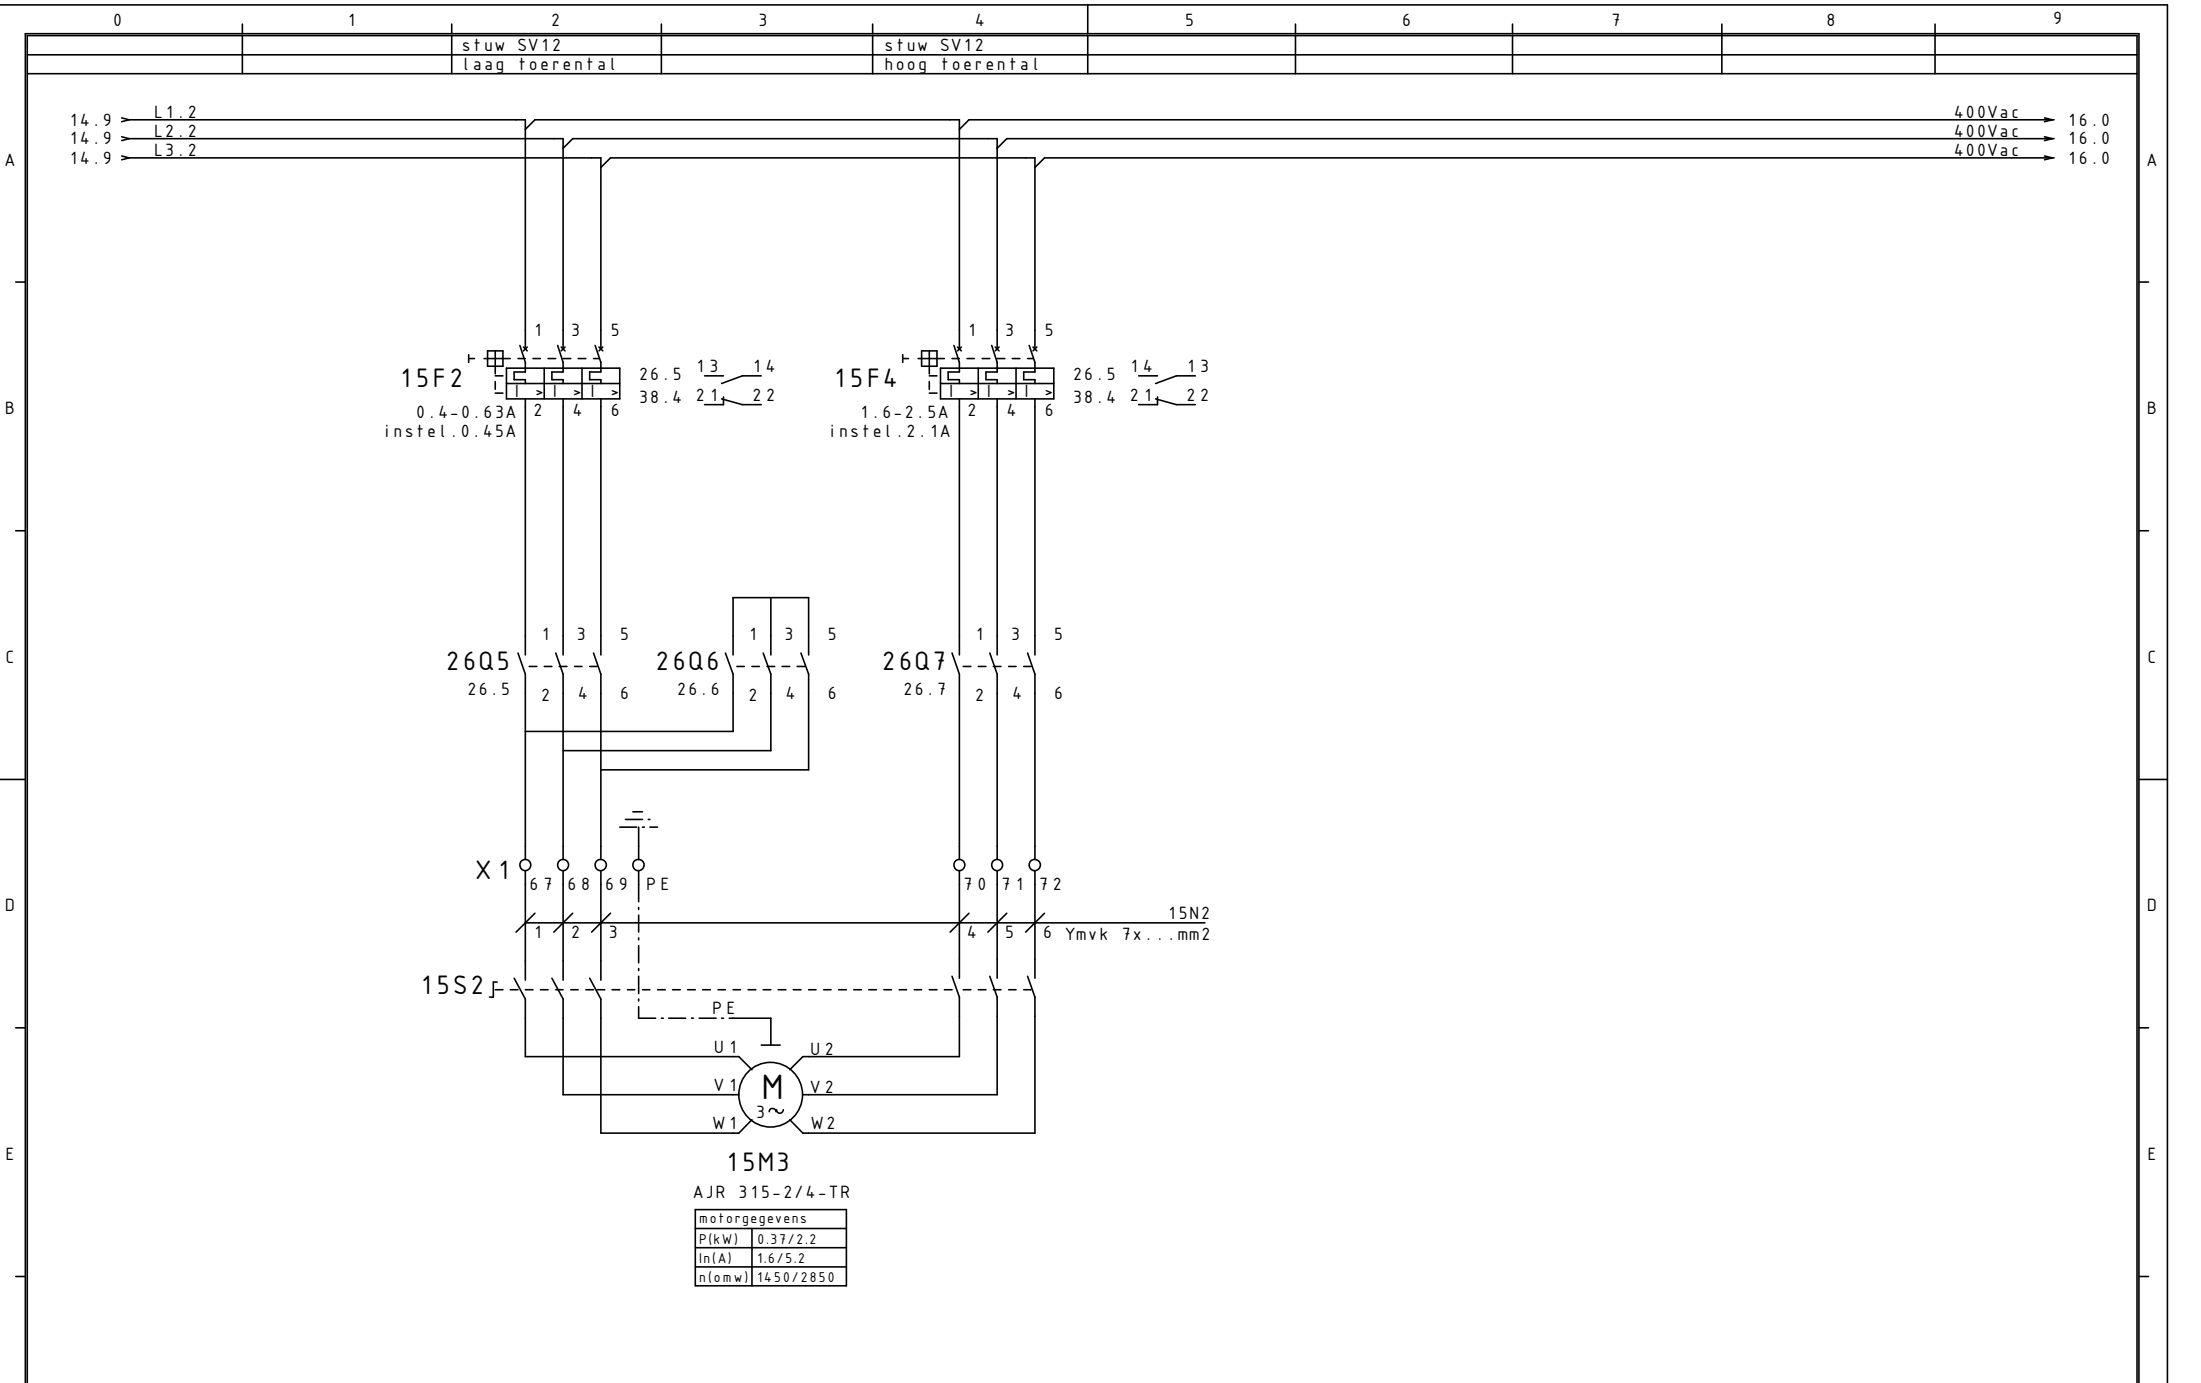 0 1 2 3 4 5 6 7 8 9
stuw SV12 stuw SV12
laag toerental hoog toerental
14.9 L1.2 400Vac 16.0
14.9 L2.2 400Vac 16.0
14.9 L3.2 400Vac 16.0
A A
1 3 5 1 3 5
15F2 26.5 13 14 15F4 26.5 14 13
38.4 21 22 38.4 21 22
0.4-0.63A 2 4 6 1.6-2.5A 2 4 6
instel.0.45A instel.2.1A
B B
1 3 5 1 3 5 1 3 5
C 26Q5 26Q6 26Q7 C
26.5 2 4 6 26.6 2 4 6 26.7 2 4 6
X1 67 68 69 PE 70 71 72
D D
15N2
1 2 3 4 5 6 Ymvk 7x...mm2
15S2
PE
U1 U2
V1 M V2
3~
W1 W2
E E
15M3
AJR 315-2/4-TR
motorgegevens
P(kW) 0.37/2.2
In(A) 1.6/5.2
n(omw) 1450/2850